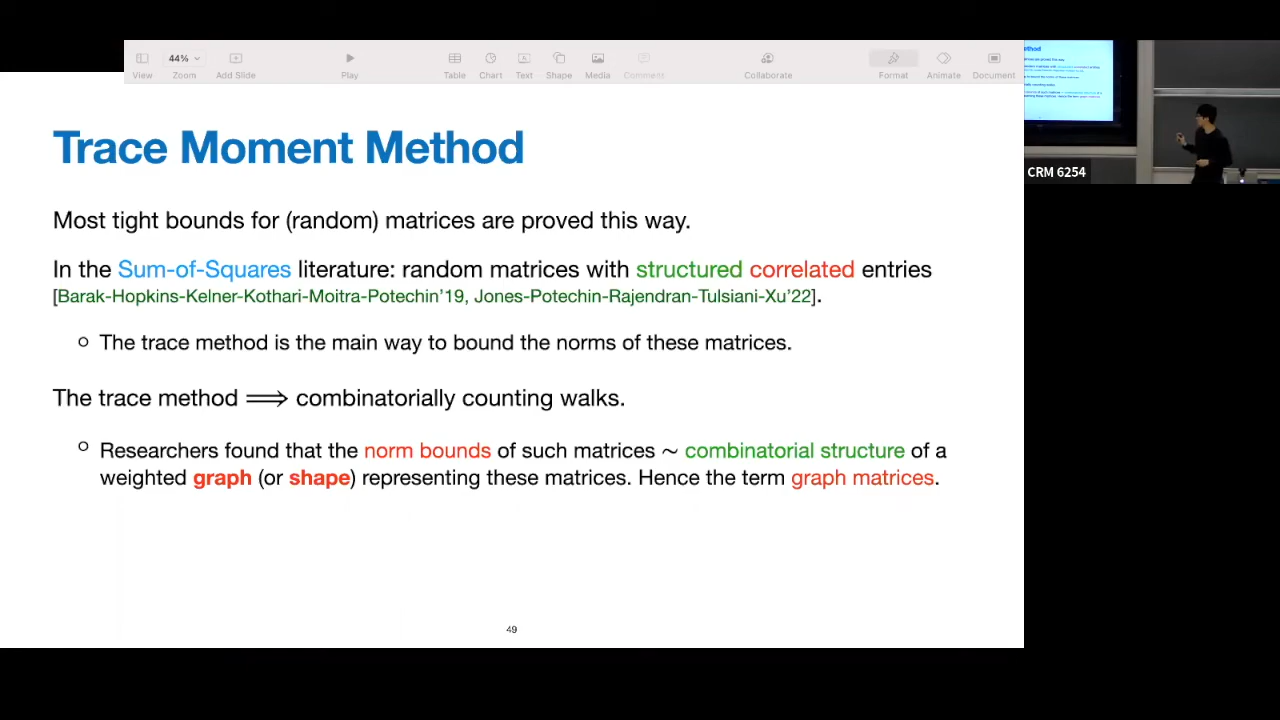 44%
View
Zoom
Add Slide
Play
Table
Chart
Text
Shape
Media
Comment
Collaborate
Format
Animate
Document
CRM 6254
Trace Moment Method
Most tight bounds for (random) matrices are proved this way.
In the Sum-of-Squares literature: random matrices with structured correlated entries
[Barak-Hopkins-Kelner-Kothari-Moitra-Potechin'19, Jones-Potechin-Rajendran-Tulsiani-Xu'22].
○ The trace method is the main way to bound the norms of these matrices.
The trace method ⟹ combinatorially counting walks.
○ Researchers found that the norm bounds of such matrices ~ combinatorial structure of a
weighted graph (or shape) representing these matrices. Hence the term graph matrices.
49